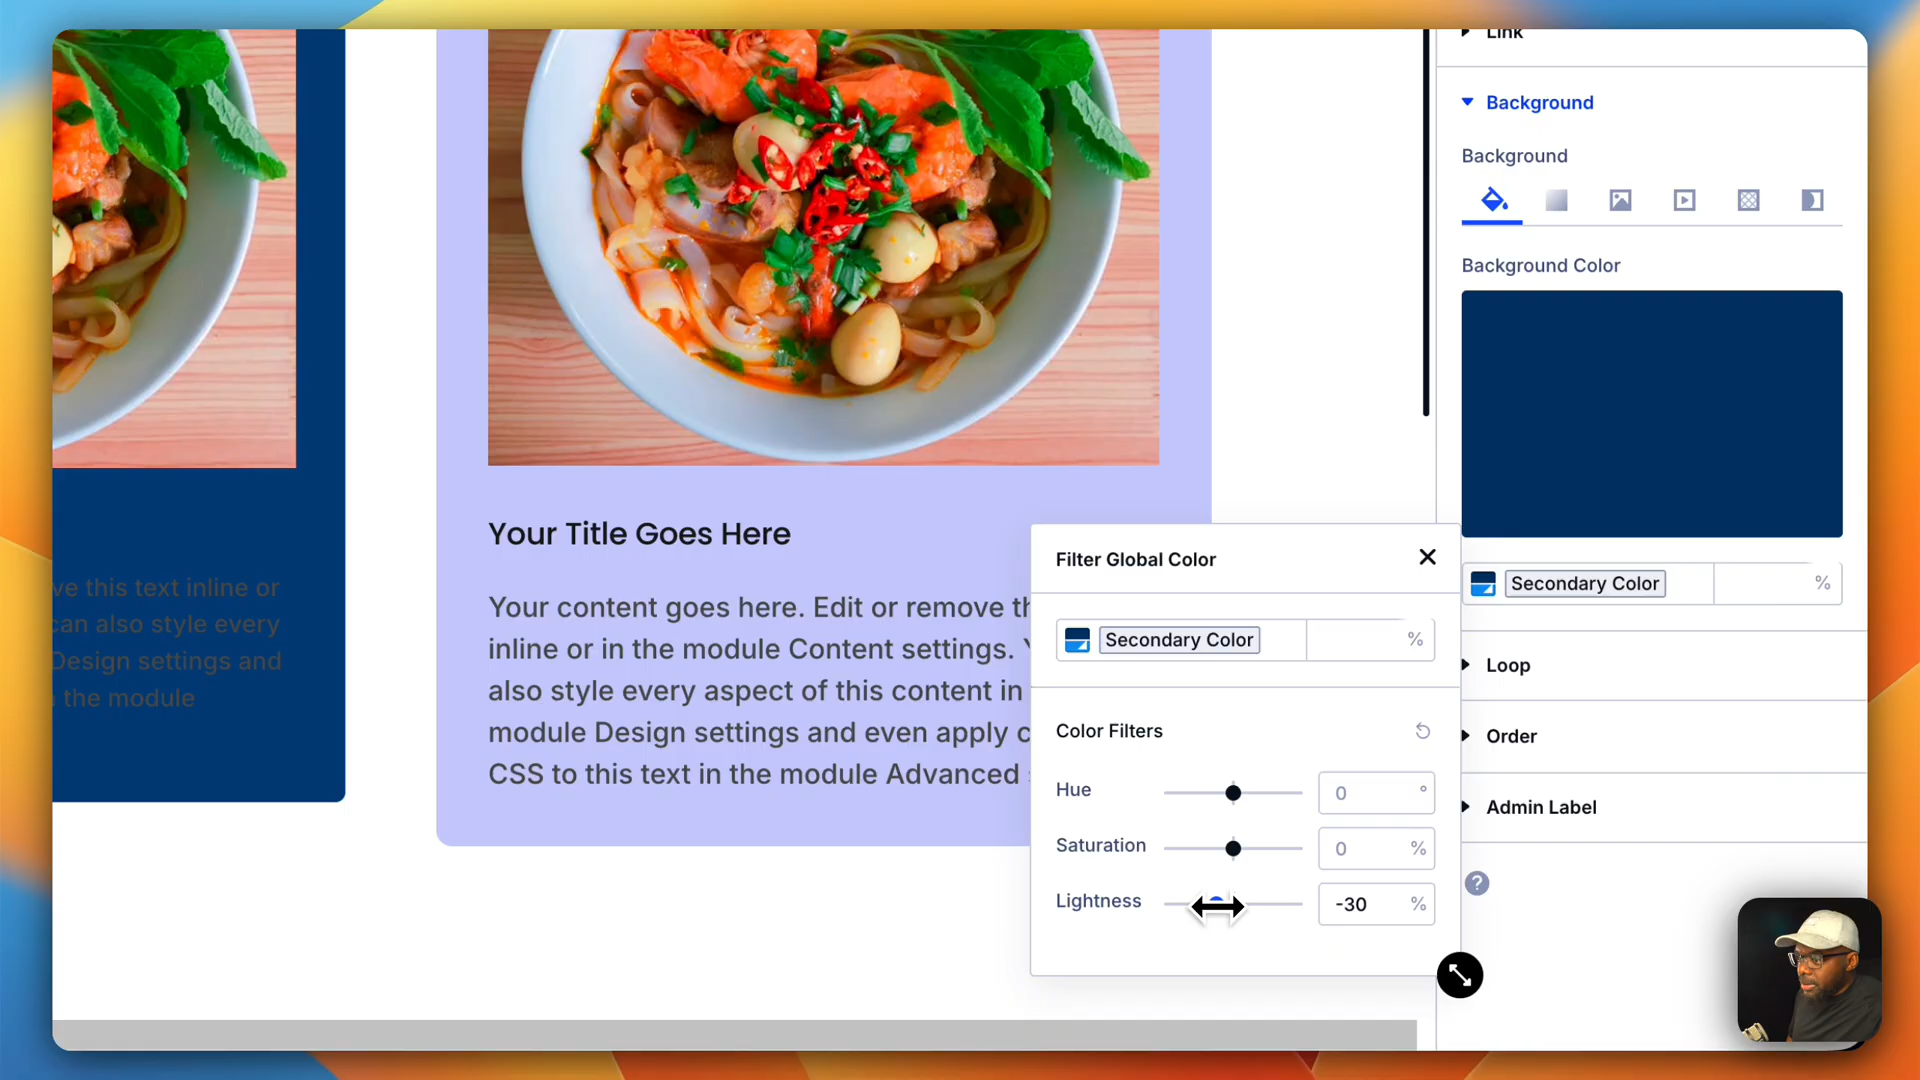 Link
Background
Background
Background Color
Secondary Color %
Loop
Order
Admin Label
?
ve this text inline or
can also style every
Design settings and
the module
Your Title Goes Here
Your content goes here. Edit or remove th
inline or in the module Content settings. Y
also style every aspect of this content in
module Design settings and even apply c
CSS to this text in the module Advanced
Filter Global Color
Secondary Color %
Color Filters
Hue 0 °
Saturation 0 %
Lightness -30 %